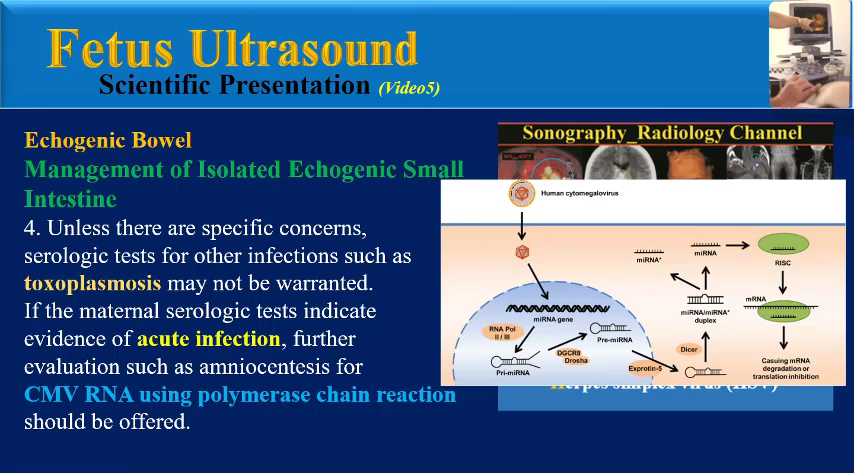 Fetus Ultrasound
Scientific Presentation (Video5)
Echogenic Bowel
Management of Isolated Echogenic Small
Intestine
4. Unless there are specific concerns,
serologic tests for other infections such as
toxoplasmosis may not be warranted.
If the maternal serologic tests indicate
evidence of acute infection, further
evaluation such as amniocentesis for
CMV RNA using polymerase chain reaction
should be offered.
Sonography_Radiology Channel
Human cytomegalovirus
miRNA gene
RNA Pol
II / III
Pri-miRNA
DGCR8
Drosha
Pre-miRNA
Exprotin-5
Dicer
miRNA/miRNA*
duplex
miRNA*
miRNA
RISC
mRNA
Casuing mRNA
degradation or
translation inhibition
Herpes simplex virus (HSV)